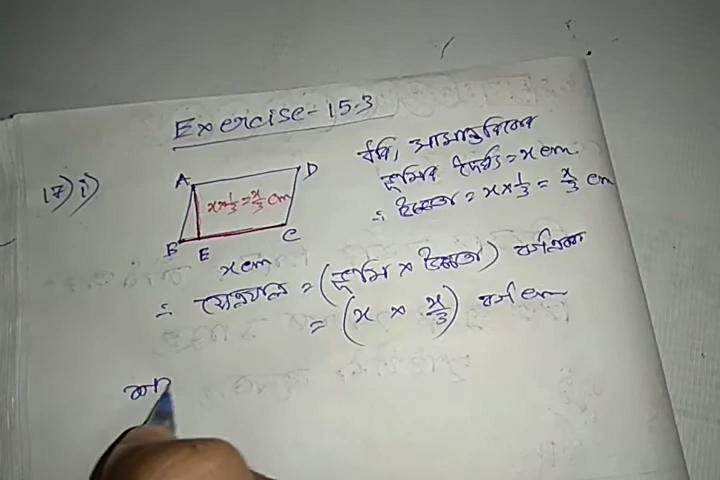 Exercise-15.3
17) i)
ধরি, সামান্তরিকের
ভূমির দৈর্ঘ্য = x cm.
∴ উচ্চতা = x × 1/3 = x/3 cm
A
D
x × 1/3 = x/3 cm
B
E
C
x cm
∴ ক্ষেত্রফল = (ভূমি × উচ্চতা) বর্গএকক
= (x × x/3) বর্গ cm